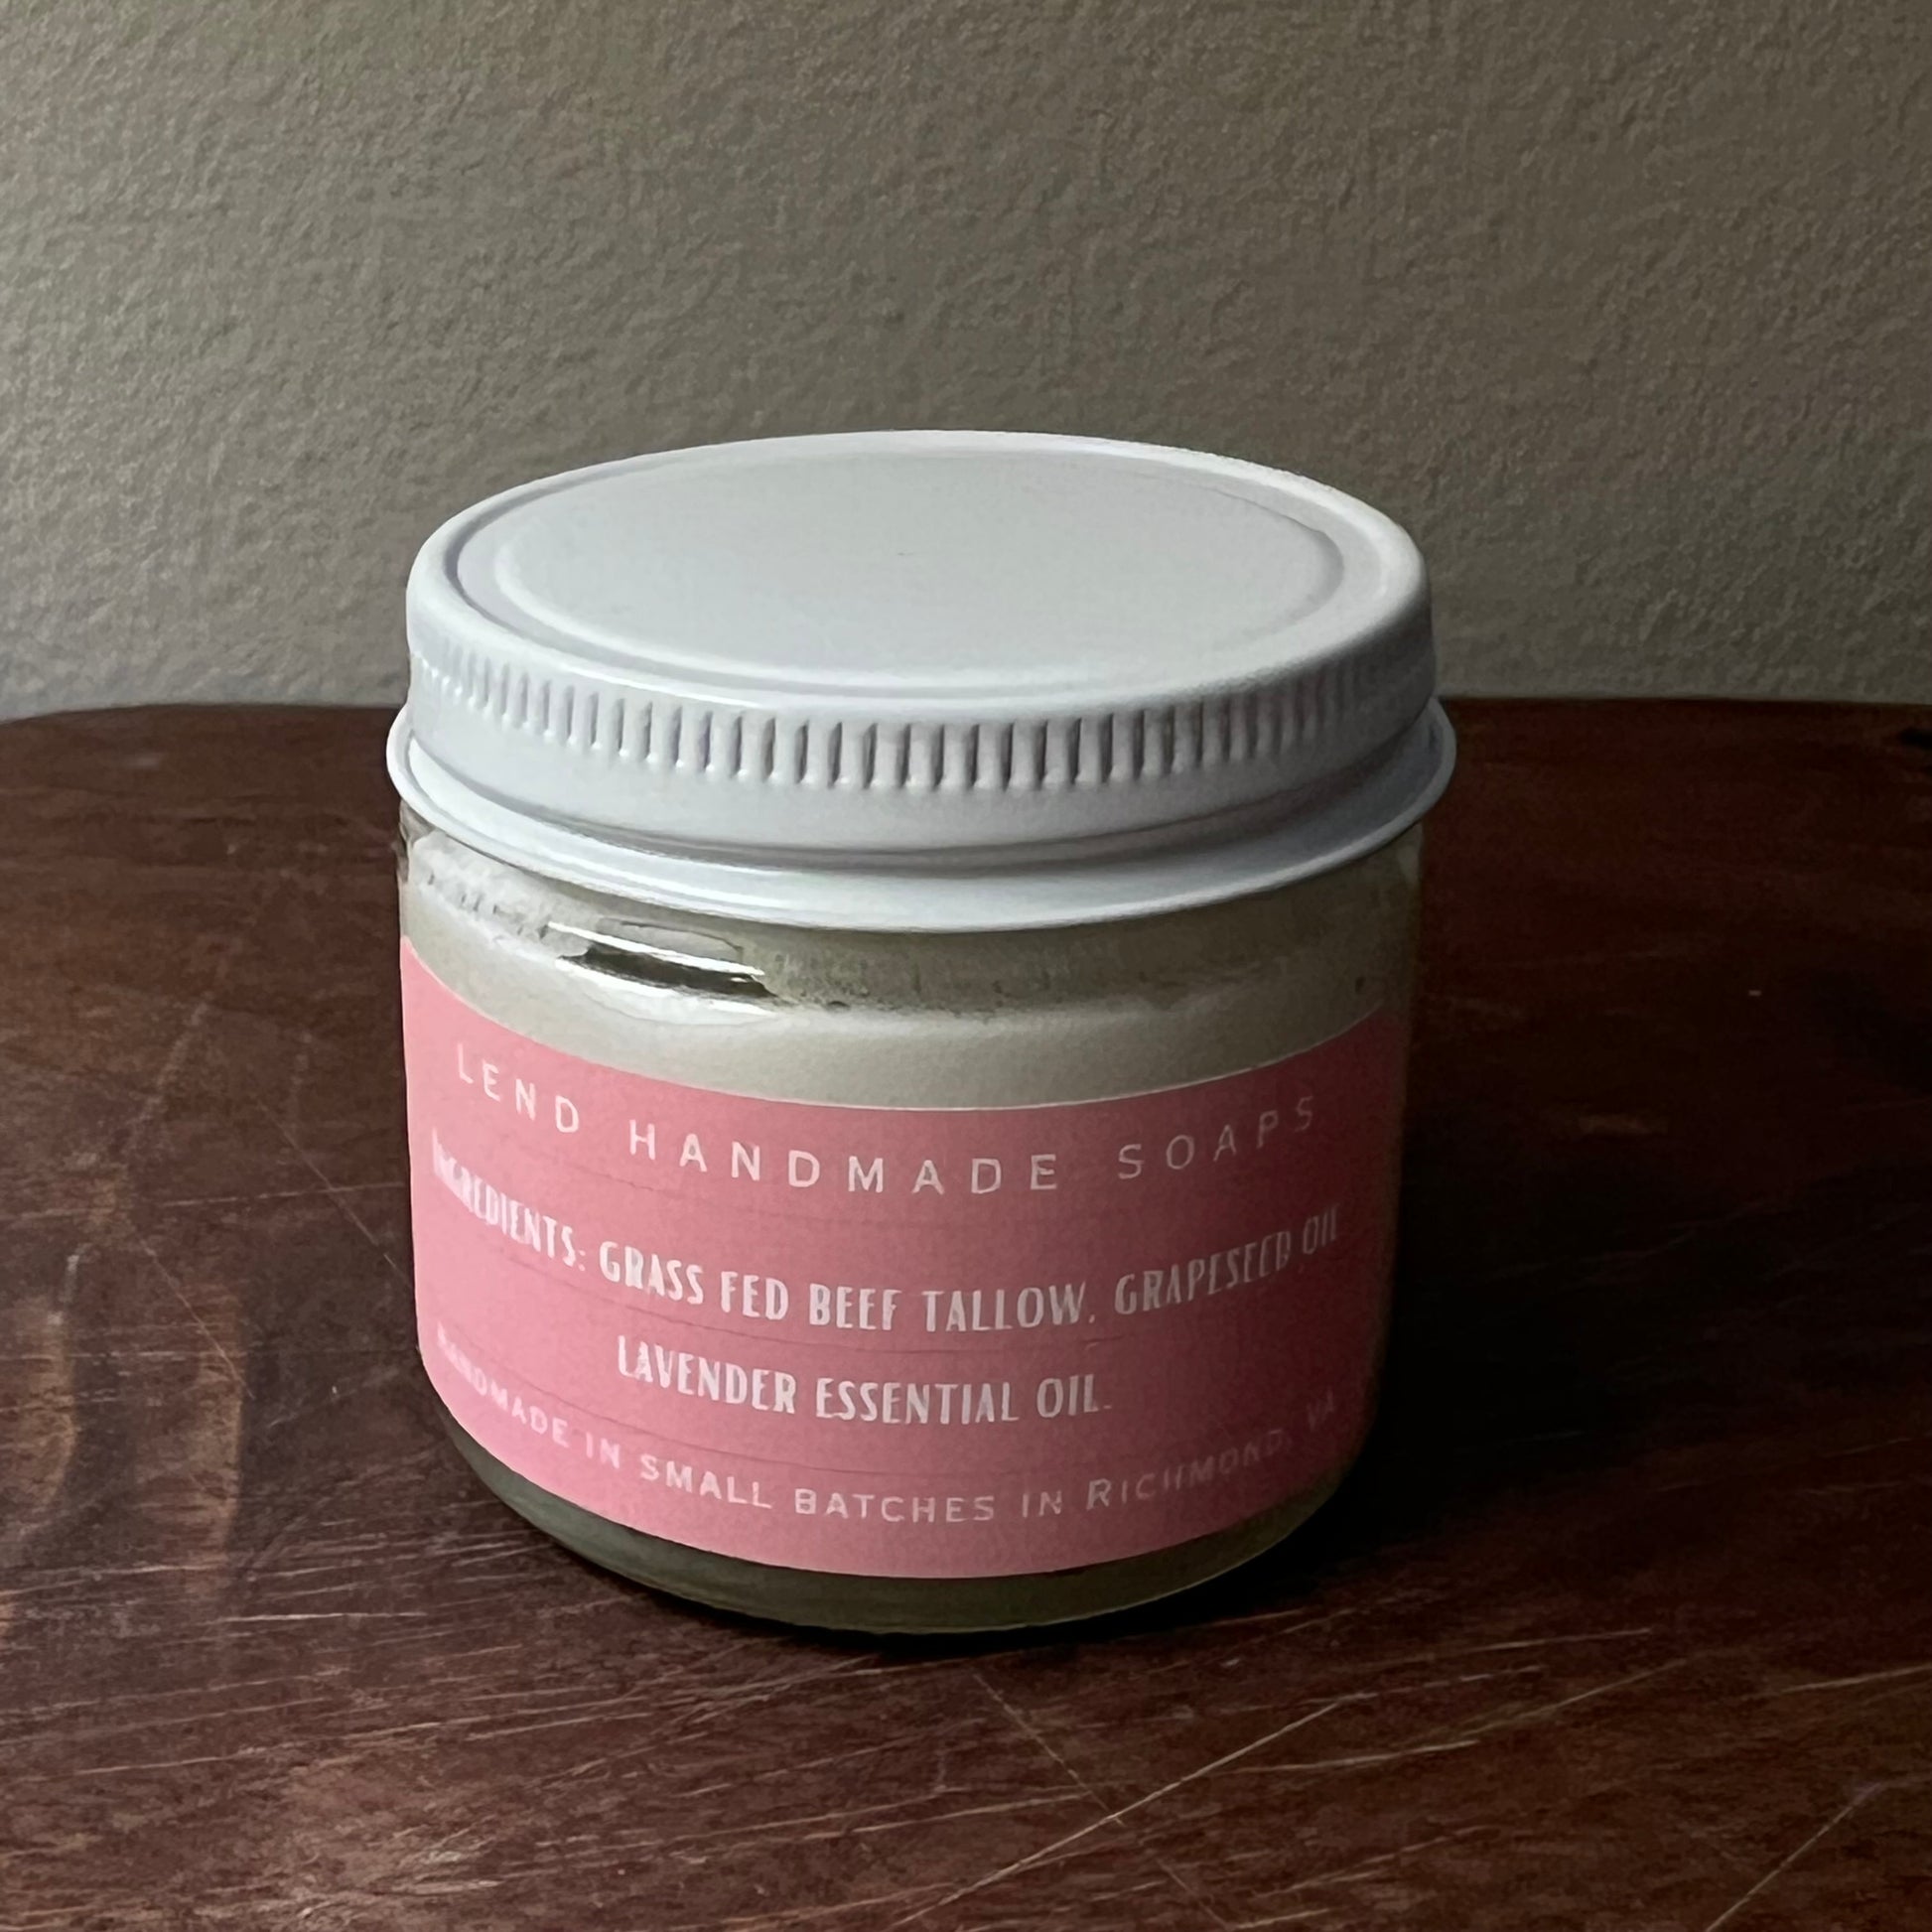 LEND HANDMADE SOAPS
INGREDIENTS: GRASS FED BEEF TALLOW, GRAPESEED OIL
LAVENDER ESSENTIAL OIL.
HANDMADE IN SMALL BATCHES IN RICHMOND, VA